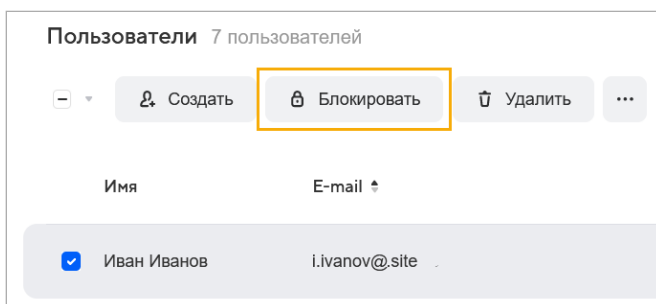 Пользователи 7 пользователей
Создать Блокировать Удалить ...
Имя E-mail
Иван Иванов i.ivanov@.site